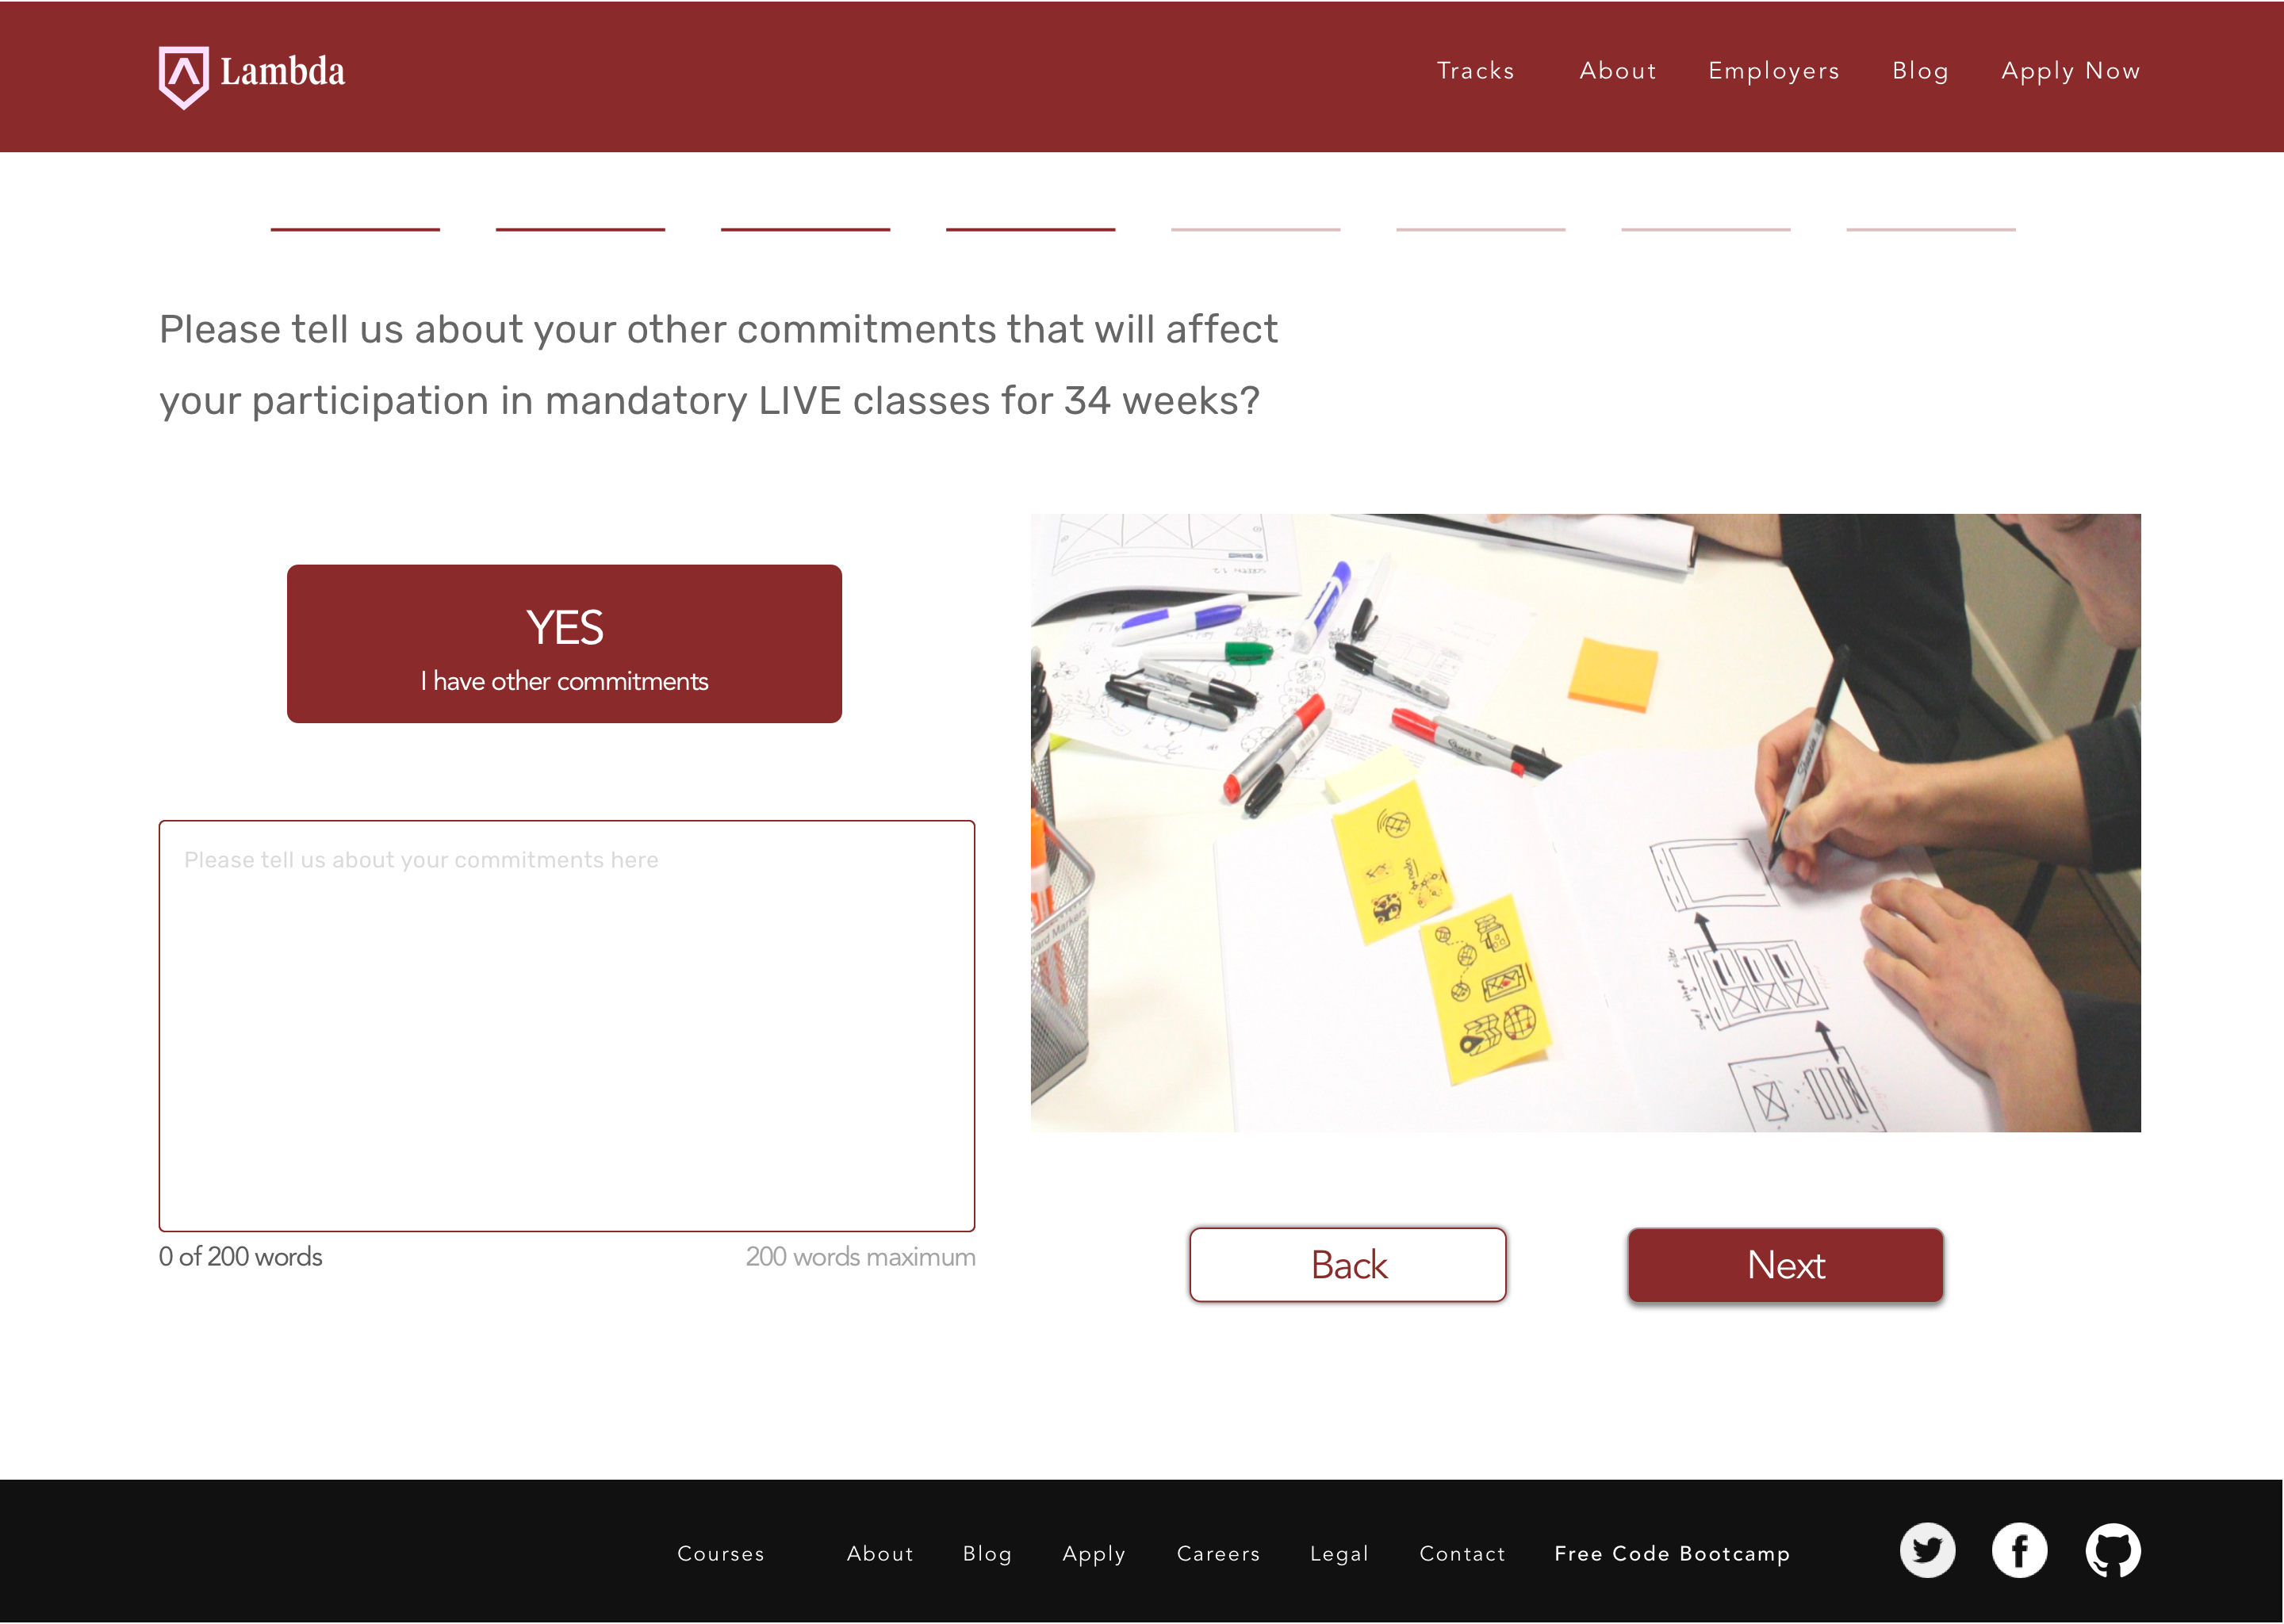 Lambda
Tracks About Employers Blog Apply Now
Please tell us about your other commitments that will affect
your participation in mandatory LIVE classes for 34 weeks?
YES
I have other commitments
Please tell us about your commitments here
0 of 200 words
200 words maximum
Back
Next
Courses About Blog Apply Careers Legal Contact Free Code Bootcamp